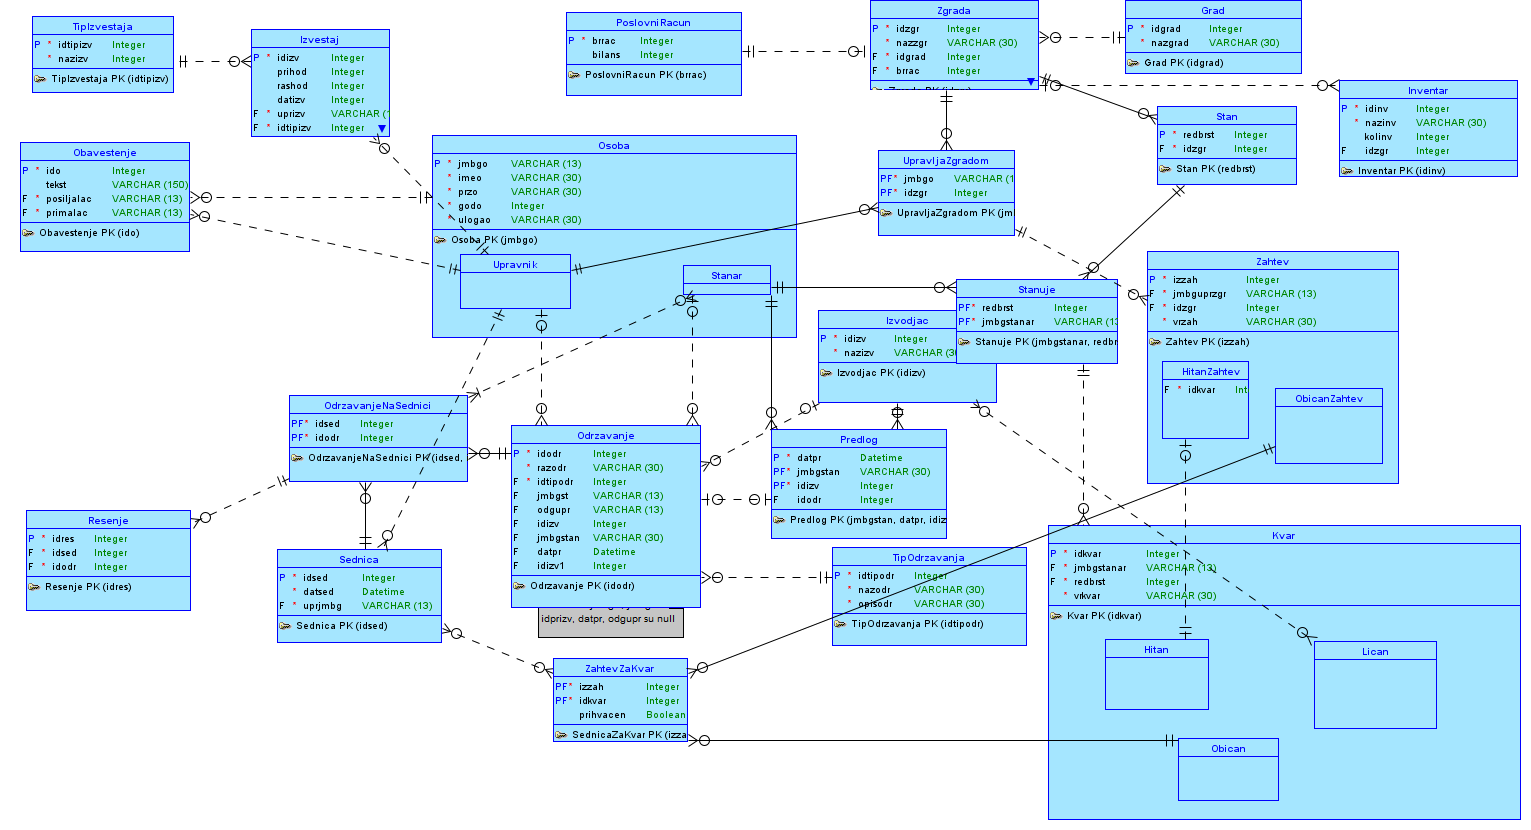 TipIzvestaja
P * idtipizv Integer
* nazizv Integer
TipIzvestaja PK (idtipizv)
Izvestaj
P * idizv Integer
prihod Integer
rashod Integer
datizv Integer
F * uprizv VARCHAR (
F * idtipizv Integer
PoslovniRacun
P * brrac Integer
bilans Integer
PoslovniRacun PK (brrac)
Zgrada
P * idzgr Integer
* nazzgr VARCHAR (30)
F * idgrad Integer
F * brrac Integer
Grad
P * idgrad Integer
* nazgrad VARCHAR (30)
Grad PK (idgrad)
Inventar
P * idinv Integer
* nazinv VARCHAR (30)
kolinv Integer
F idzgr Integer
Inventar PK (idinv)
Stan
P * redbrst Integer
F * idzgr Integer
Stan PK (redbrst)
Obavestenje
P * ido Integer
tekst VARCHAR (150)
F * posiljalac VARCHAR (13)
F * primalac VARCHAR (13)
Obavestenje PK (ido)
Osoba
P * jmbgo VARCHAR (13)
* imeo VARCHAR (30)
* przo VARCHAR (30)
* godo Integer
* ulogao VARCHAR (30)
Osoba PK (jmbgo)
Upravnik
Stanar
UpravljaZgradom
PF* jmbgo VARCHAR (1
PF* idzgr Integer
UpravljaZgradom PK (jm
Stanuje
PF* redbrst Integer
PF* jmbgstanar VARCHAR (13
Stanuje PK (jmbgstanar, redbr
Izvodjac
P * idizv Integer
* nazizv VARCHAR (30
Izvodjac PK (idizv)
Zahtev
P * izzah Integer
F * jmbguprzgr VARCHAR (13)
F * idzgr Integer
* vrzah VARCHAR (30)
Zahtev PK (izzah)
HitanZahtev
F * idkvar Int
ObicanZahtev
OdrzavanjeNaSednici
PF* idsed Integer
PF* idodr Integer
OdrzavanjeNaSednici PK (idsed,
Odrzavanje
P * idodr Integer
* razodr VARCHAR (30)
F * idtipodr Integer
F jmbgst VARCHAR (13)
F odgupr VARCHAR (13)
F idizv Integer
F jmbgstan VARCHAR (30)
F datpr Datetime
F idizv1 Integer
Odrzavanje PK (idodr)
idprizv, datpr, odgupr su null
Predlog
P * datpr Datetime
PF* jmbgstan VARCHAR (30)
PF* idizv Integer
F idodr Integer
Predlog PK (jmbgstan, datpr, idiz
Resenje
P * idres Integer
F * idsed Integer
F * idodr Integer
Resenje PK (idres)
Sednica
P * idsed Integer
* datsed Datetime
F * uprjmbg VARCHAR (13)
Sednica PK (idsed)
TipOdrzavanja
P * idtipodr Integer
* nazodr VARCHAR (30)
* opisodr VARCHAR (30)
TipOdrzavanja PK (idtipodr)
ZahtevZaKvar
PF* izzah Integer
PF* idkvar Integer
prihvacen Boolean
SednicaZaKvar PK (izza
Kvar
P * idkvar Integer
F * jmbgstanar VARCHAR (13)
F * redbrst Integer
* vrkvar VARCHAR (30)
Kvar PK (idkvar)
Hitan
Lican
Obican